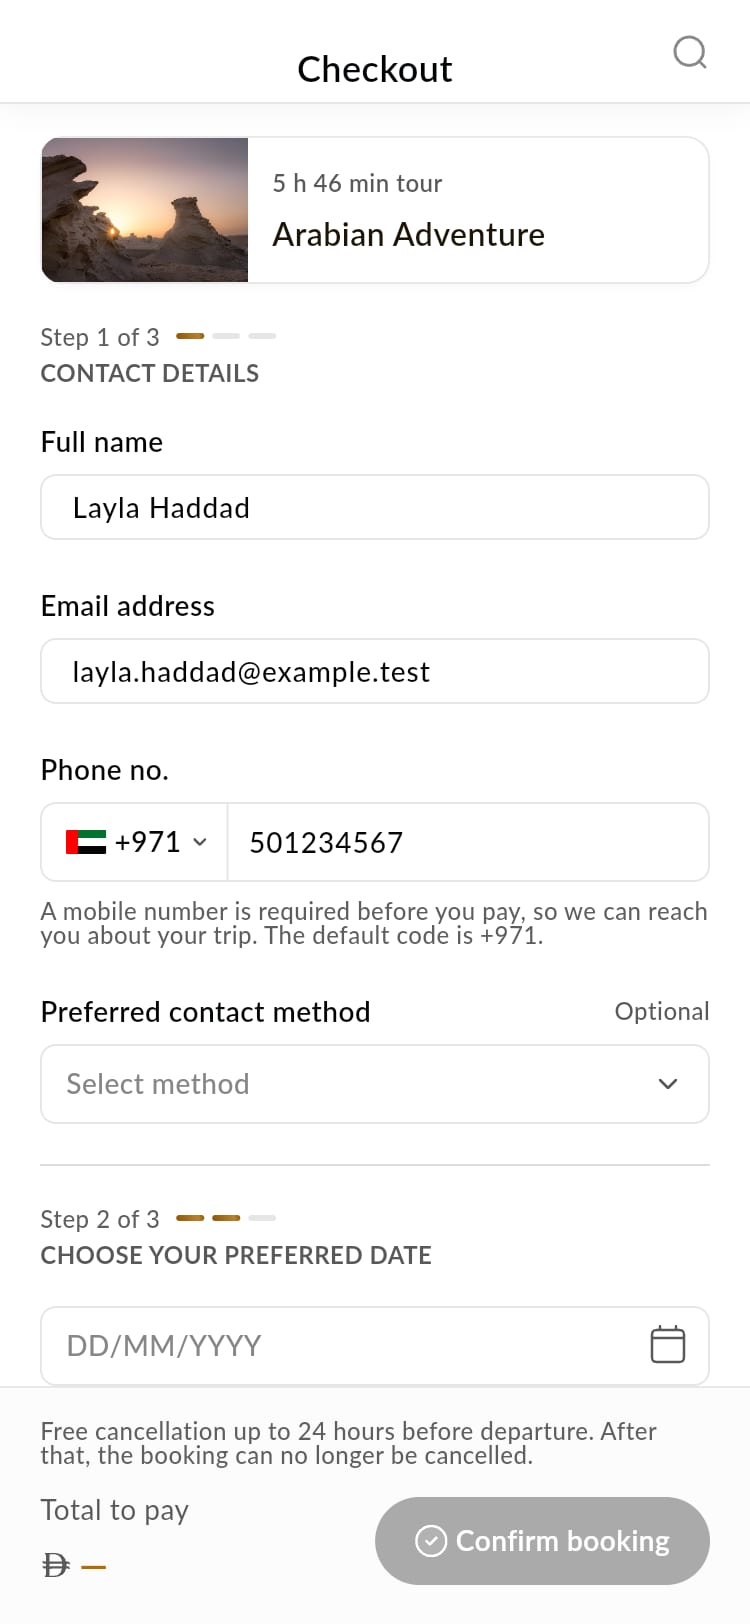 Checkout
5 h 46 min tour
Arabian Adventure
Step 1 of 3
CONTACT DETAILS
Full name
Layla Haddad
Email address
layla.haddad@example.test
Phone no.
+971
501234567
A mobile number is required before you pay, so we can reach
you about your trip. The default code is +971.
Preferred contact method
Optional
Select method
Step 2 of 3
CHOOSE YOUR PREFERRED DATE
DD/MM/YYYY
Free cancellation up to 24 hours before departure. After
that, the booking can no longer be cancelled.
Total to pay
Confirm booking
–